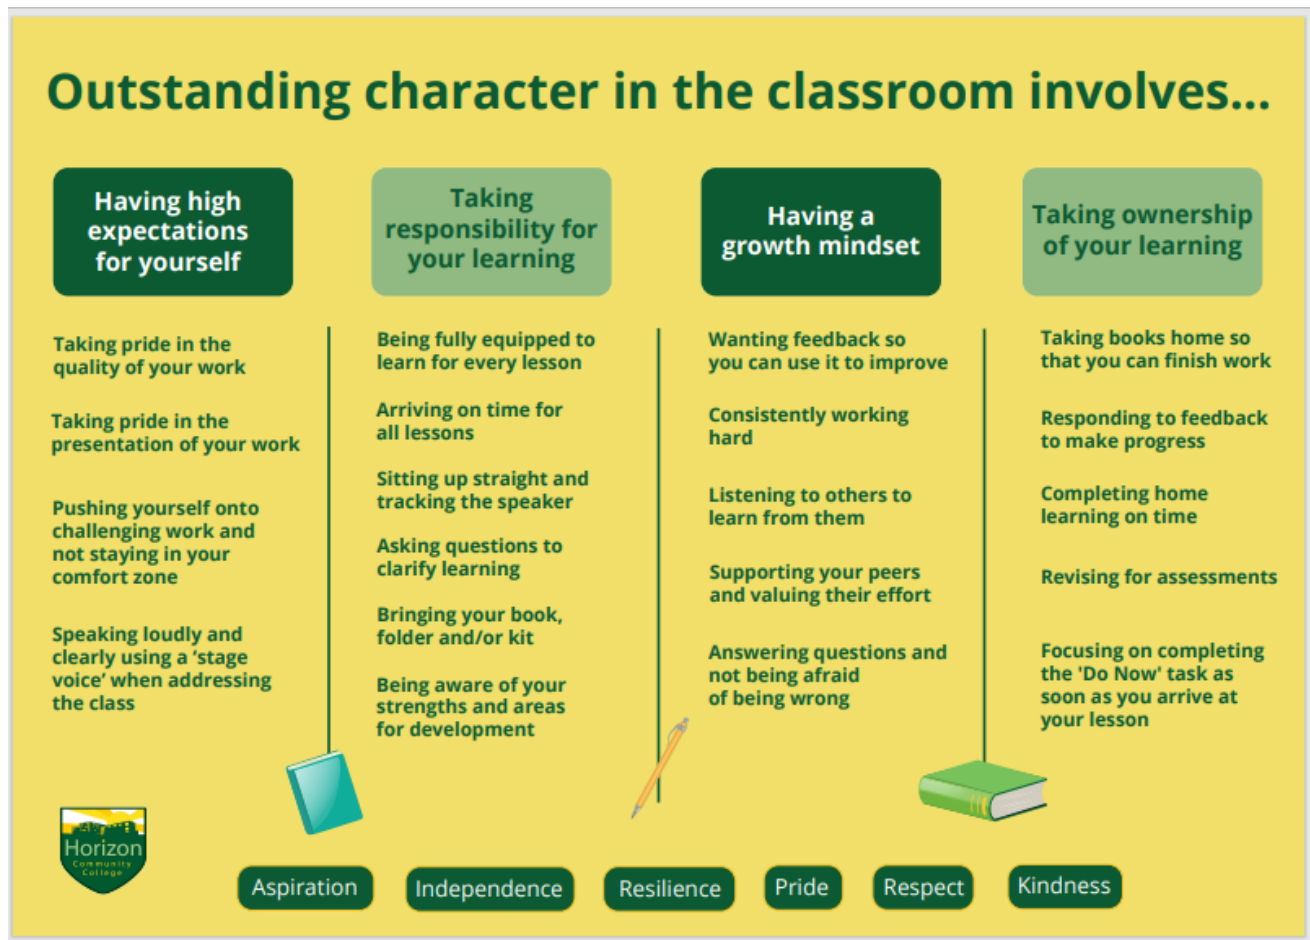 Outstanding character in the classroom involves...
Having high
expectations
for yourself
Taking pride in the
quality of your work
Taking pride in the
presentation of your work
Pushing yourself onto
challenging work and
not staying in your
comfort zone
Speaking loudly and
clearly using a ‘stage
voice’ when addressing
the class
Taking
responsibility for
your learning
Being fully equipped to
learn for every lesson
Arriving on time for
all lessons
Sitting up straight and
tracking the speaker
Asking questions to
clarify learning
Bringing your book,
folder and/or kit
Being aware of your
strengths and areas
for development
Having a
growth mindset
Wanting feedback so
you can use it to improve
Consistently working
hard
Listening to others to
learn from them
Supporting your peers
and valuing their effort
Answering questions and
not being afraid
of being wrong
Taking ownership
of your learning
Taking books home so
that you can finish work
Responding to feedback
to make progress
Completing home
learning on time
Revising for assessments
Focusing on completing
the 'Do Now' task as
soon as you arrive at
your lesson
Horizon
Community
College
Aspiration
Independence
Resilience
Pride
Respect
Kindness